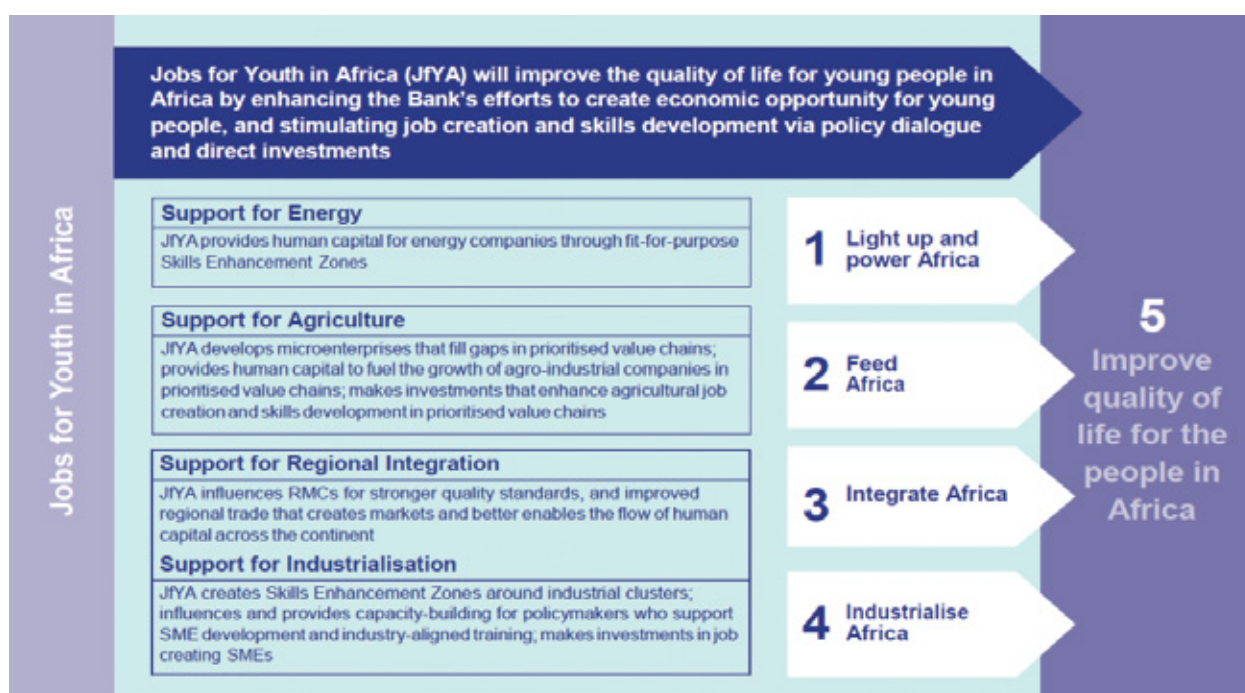 Jobs for Youth in Africa
Jobs for Youth in Africa (JfYA) will improve the quality of life for young people in
Africa by enhancing the Bank's efforts to create economic opportunity for young
people, and stimulating job creation and skills development via policy dialogue
and direct investments
Support for Energy
JfYA provides human capital for energy companies through fit-for-purpose
Skills Enhancement Zones
1
Light up and
power Africa
Support for Agriculture
JfYA develops microenterprises that fill gaps in prioritised value chains;
provides human capital to fuel the growth of agro-industrial companies in
prioritised value chains; makes investments that enhance agricultural job
creation and skills development in prioritised value chains
2
Feed
Africa
Support for Regional Integration
JfYA influences RMCs for stronger quality standards, and improved
regional trade that creates markets and better enables the flow of human
capital across the continent
3
Integrate Africa
Support for Industrialisation
JfYA creates Skills Enhancement Zones around industrial clusters;
influences and provides capacity-building for policymakers who support
SME development and industry-aligned training; makes investments in job
creating SMEs
4
Industrialise
Africa
5
Improve
quality of
life for the
people in
Africa